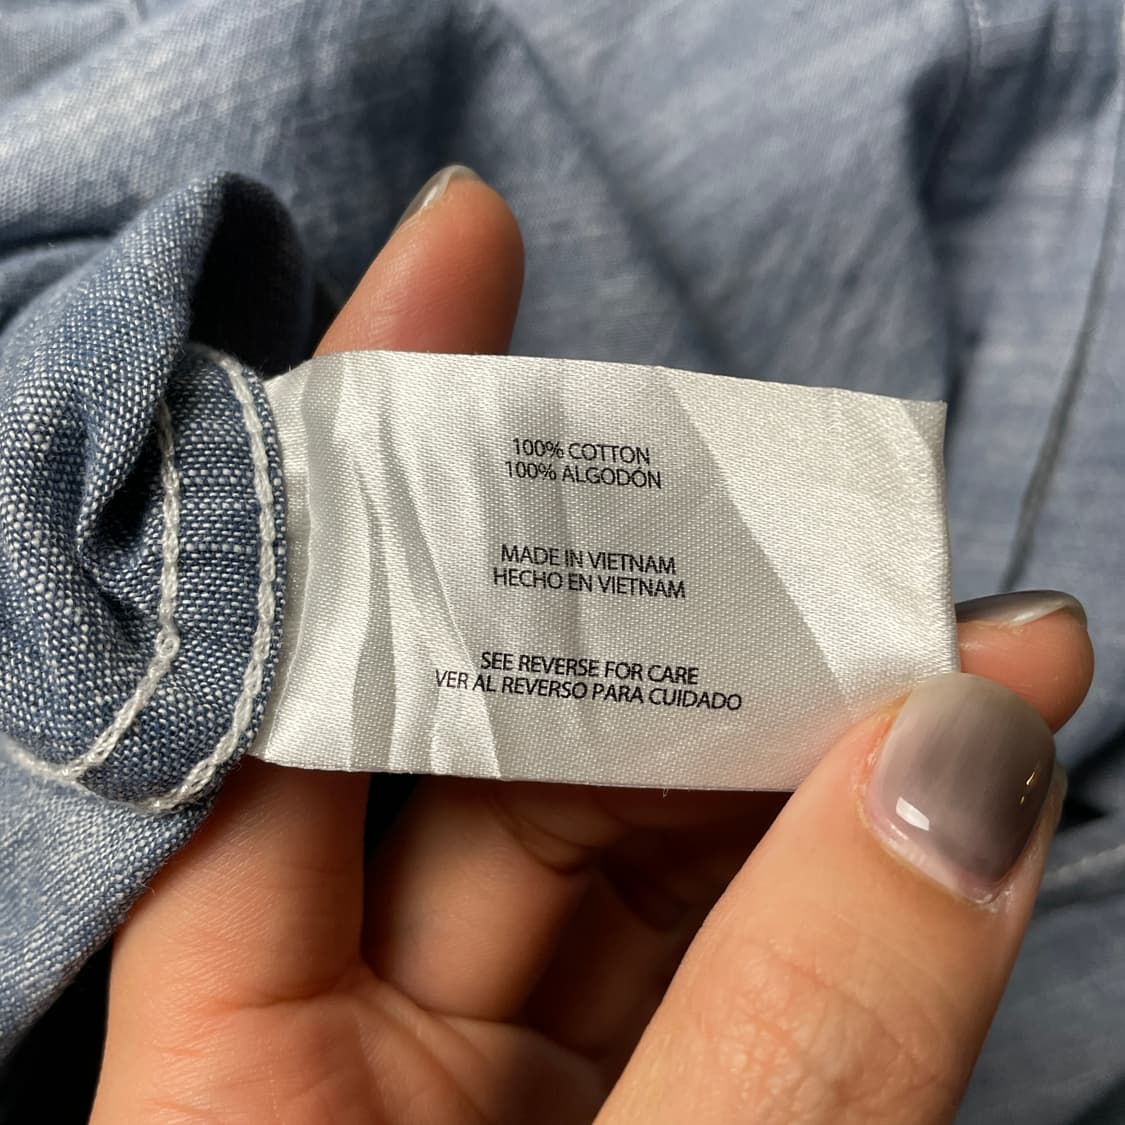 100% COTTON
100% ALGODÓN
MADE IN VIETNAM
HECHO EN VIETNAM
SEE REVERSE FOR CARE
VER AL REVERSO PARA CUIDADO